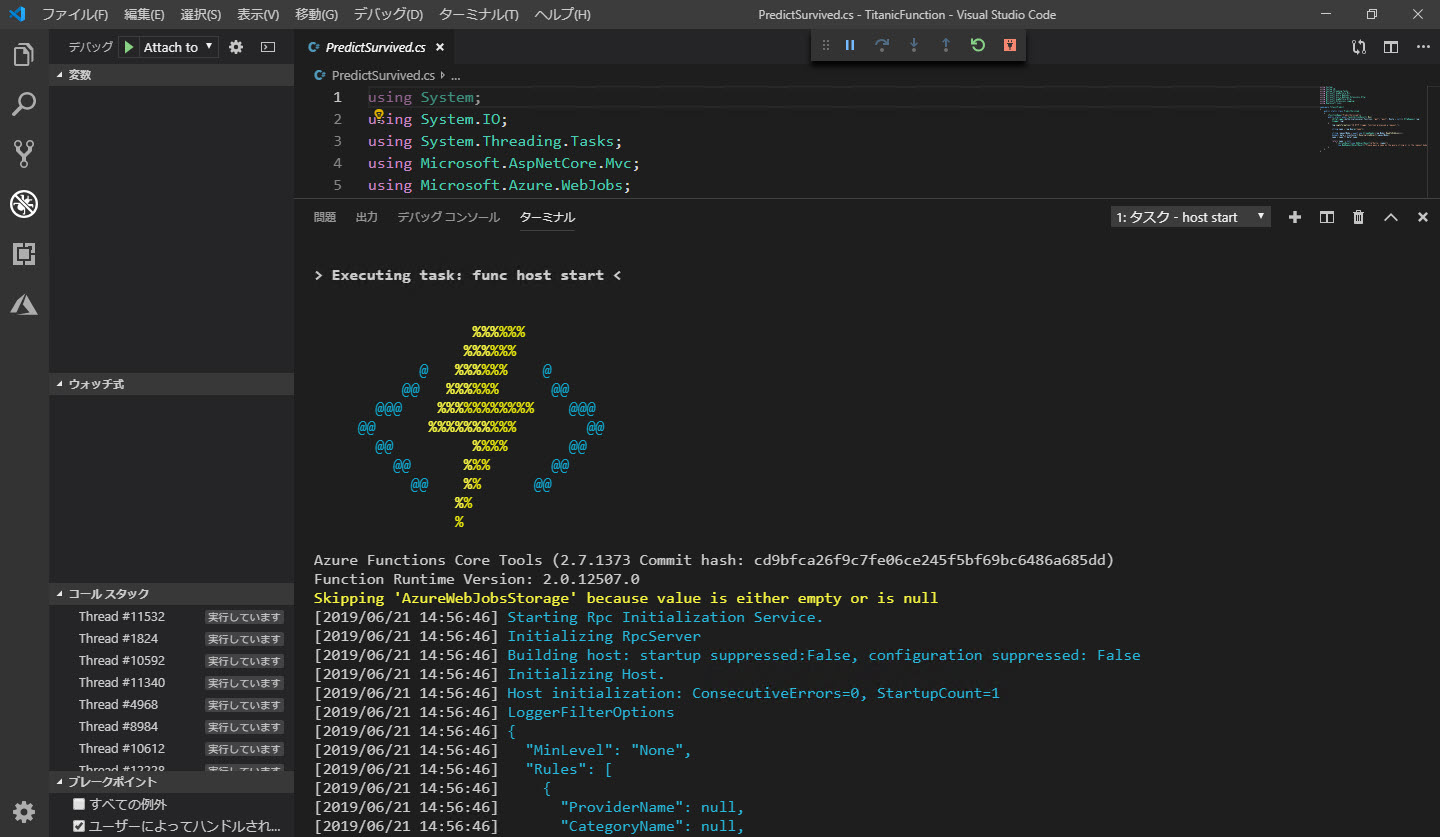 ファイル(F) 編集(E) 選択(S) 表示(V) 移動(G) デバッグ(D) ターミナル(T) ヘルプ(H) PredictSurvived.cs - TitanicFunction - Visual Studio Code
デバッグ Attach to
変数
ウォッチ式
コール スタック
Thread #11532 実行しています
Thread #1824 実行しています
Thread #10592 実行しています
Thread #11340 実行しています
Thread #4968 実行しています
Thread #8984 実行しています
Thread #10612 実行しています
Thread #12228 実行しています
ブレークポイント
すべての例外
ユーザーによってハンドルされ...
PredictSurvived.cs
PredictSurvived.cs ...
1 using System;
2 using System.IO;
3 using System.Threading.Tasks;
4 using Microsoft.AspNetCore.Mvc;
5 using Microsoft.Azure.WebJobs;
問題 出力 デバッグ コンソール ターミナル 1: タスク - host start
> Executing task: func host start <
%%%%%%
%%%%%%
@ %%%%%% @
@@ %%%%%% @@
@@@ %%%%%%%%%%% @@@
@@ %%%%%%%%%% @@
@@ %%%% @@
@@ %%% @@
@@ %% @@
%%
%
Azure Functions Core Tools (2.7.1373 Commit hash: cd9bfca26f9c7fe06ce245f5bf69bc6486a685dd)
Function Runtime Version: 2.0.12507.0
Skipping 'AzureWebJobsStorage' because value is either empty or is null
[2019/06/21 14:56:46] Starting Rpc Initialization Service.
[2019/06/21 14:56:46] Initializing RpcServer
[2019/06/21 14:56:46] Building host: startup suppressed:False, configuration suppressed: False
[2019/06/21 14:56:46] Initializing Host.
[2019/06/21 14:56:46] Host initialization: ConsecutiveErrors=0, StartupCount=1
[2019/06/21 14:56:46] LoggerFilterOptions
[2019/06/21 14:56:46] {
[2019/06/21 14:56:46] "MinLevel": "None",
[2019/06/21 14:56:46] "Rules": [
[2019/06/21 14:56:46] {
[2019/06/21 14:56:46] "ProviderName": null,
[2019/06/21 14:56:46] "CategoryName": null,